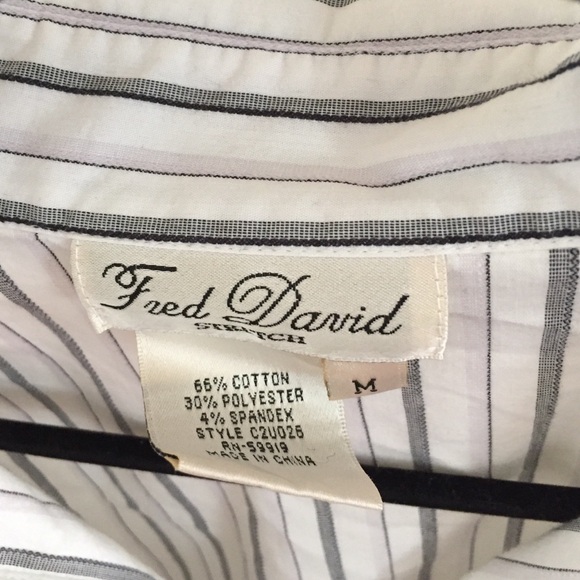 Fred David
STRETCH
M
66% COTTON
30% POLYESTER
4% SPANDEX
STYLE C2U026
RN-59919
MADE IN CHINA